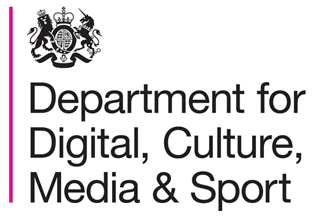 Department for
Digital, Culture,
Media & Sport